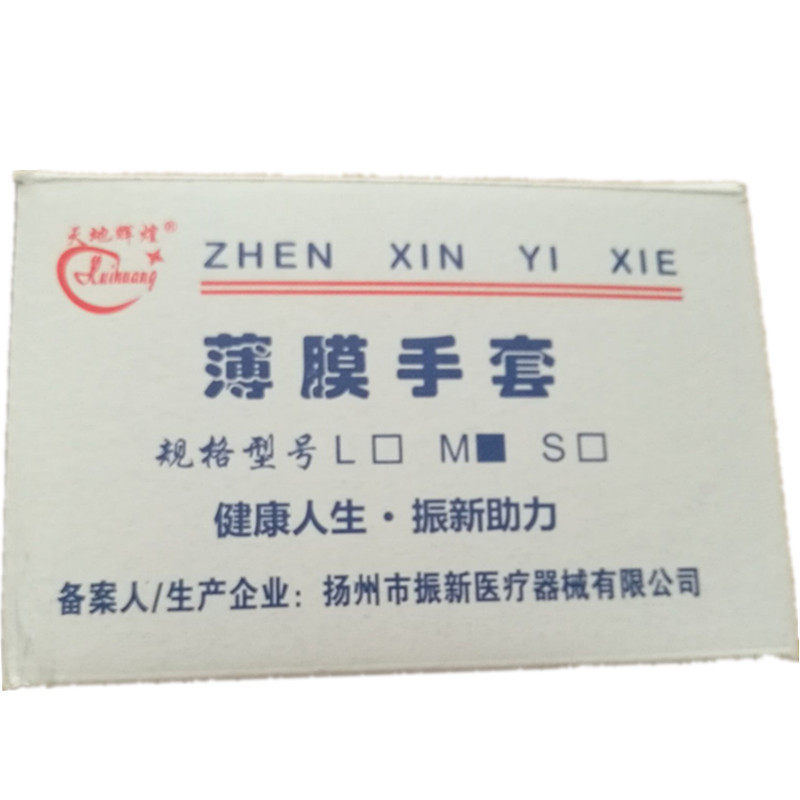 天地辉煌®
Huihuang
ZHEN XIN YI XIE
薄膜手套
规格型号 L□ M■ S□
健康人生·振新助力
备案人/生产企业：扬州市振新医疗器械有限公司